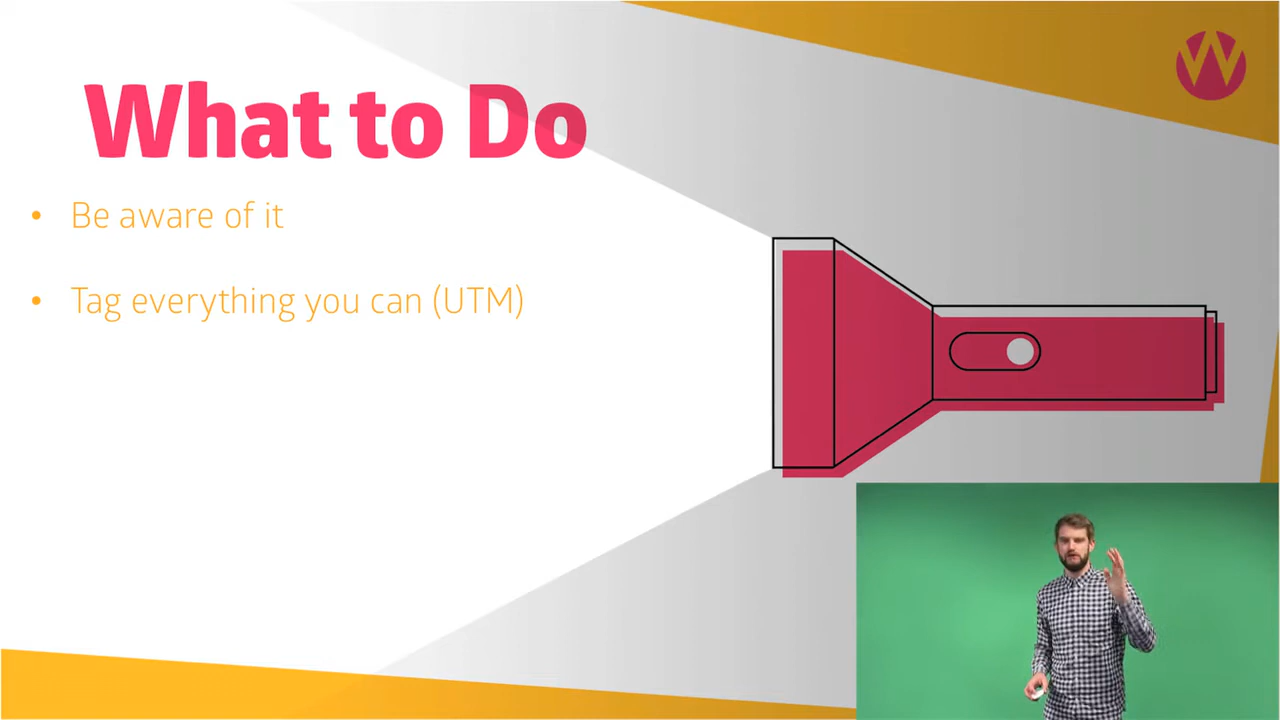 What to Do
• Be aware of it
• Tag everything you can (UTM)